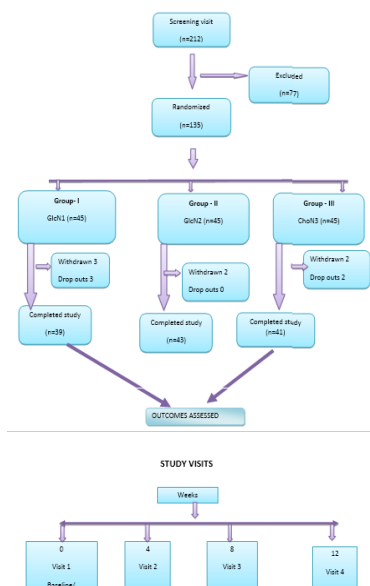 Screening visit
(n=212)
Excluded
(n=77)
Randomized
(n=135)
Group- I
GlcN1 (n=45)
Group - II
GlcN2 (n=45)
Group - III
ChoN3 (n=45)
Withdrawn 3
Drop outs 3
Withdrawn 2
Drop outs 0
Withdrawn 2
Drop outs 2
Completed study
(n=39)
Completed study
(n=43)
Completed study
(n=41)
OUTCOMES ASSESSED
STUDY VISITS
Weeks
0
Visit 1
Baseline/
4
Visit 2
8
Visit 3
12
Visit 4